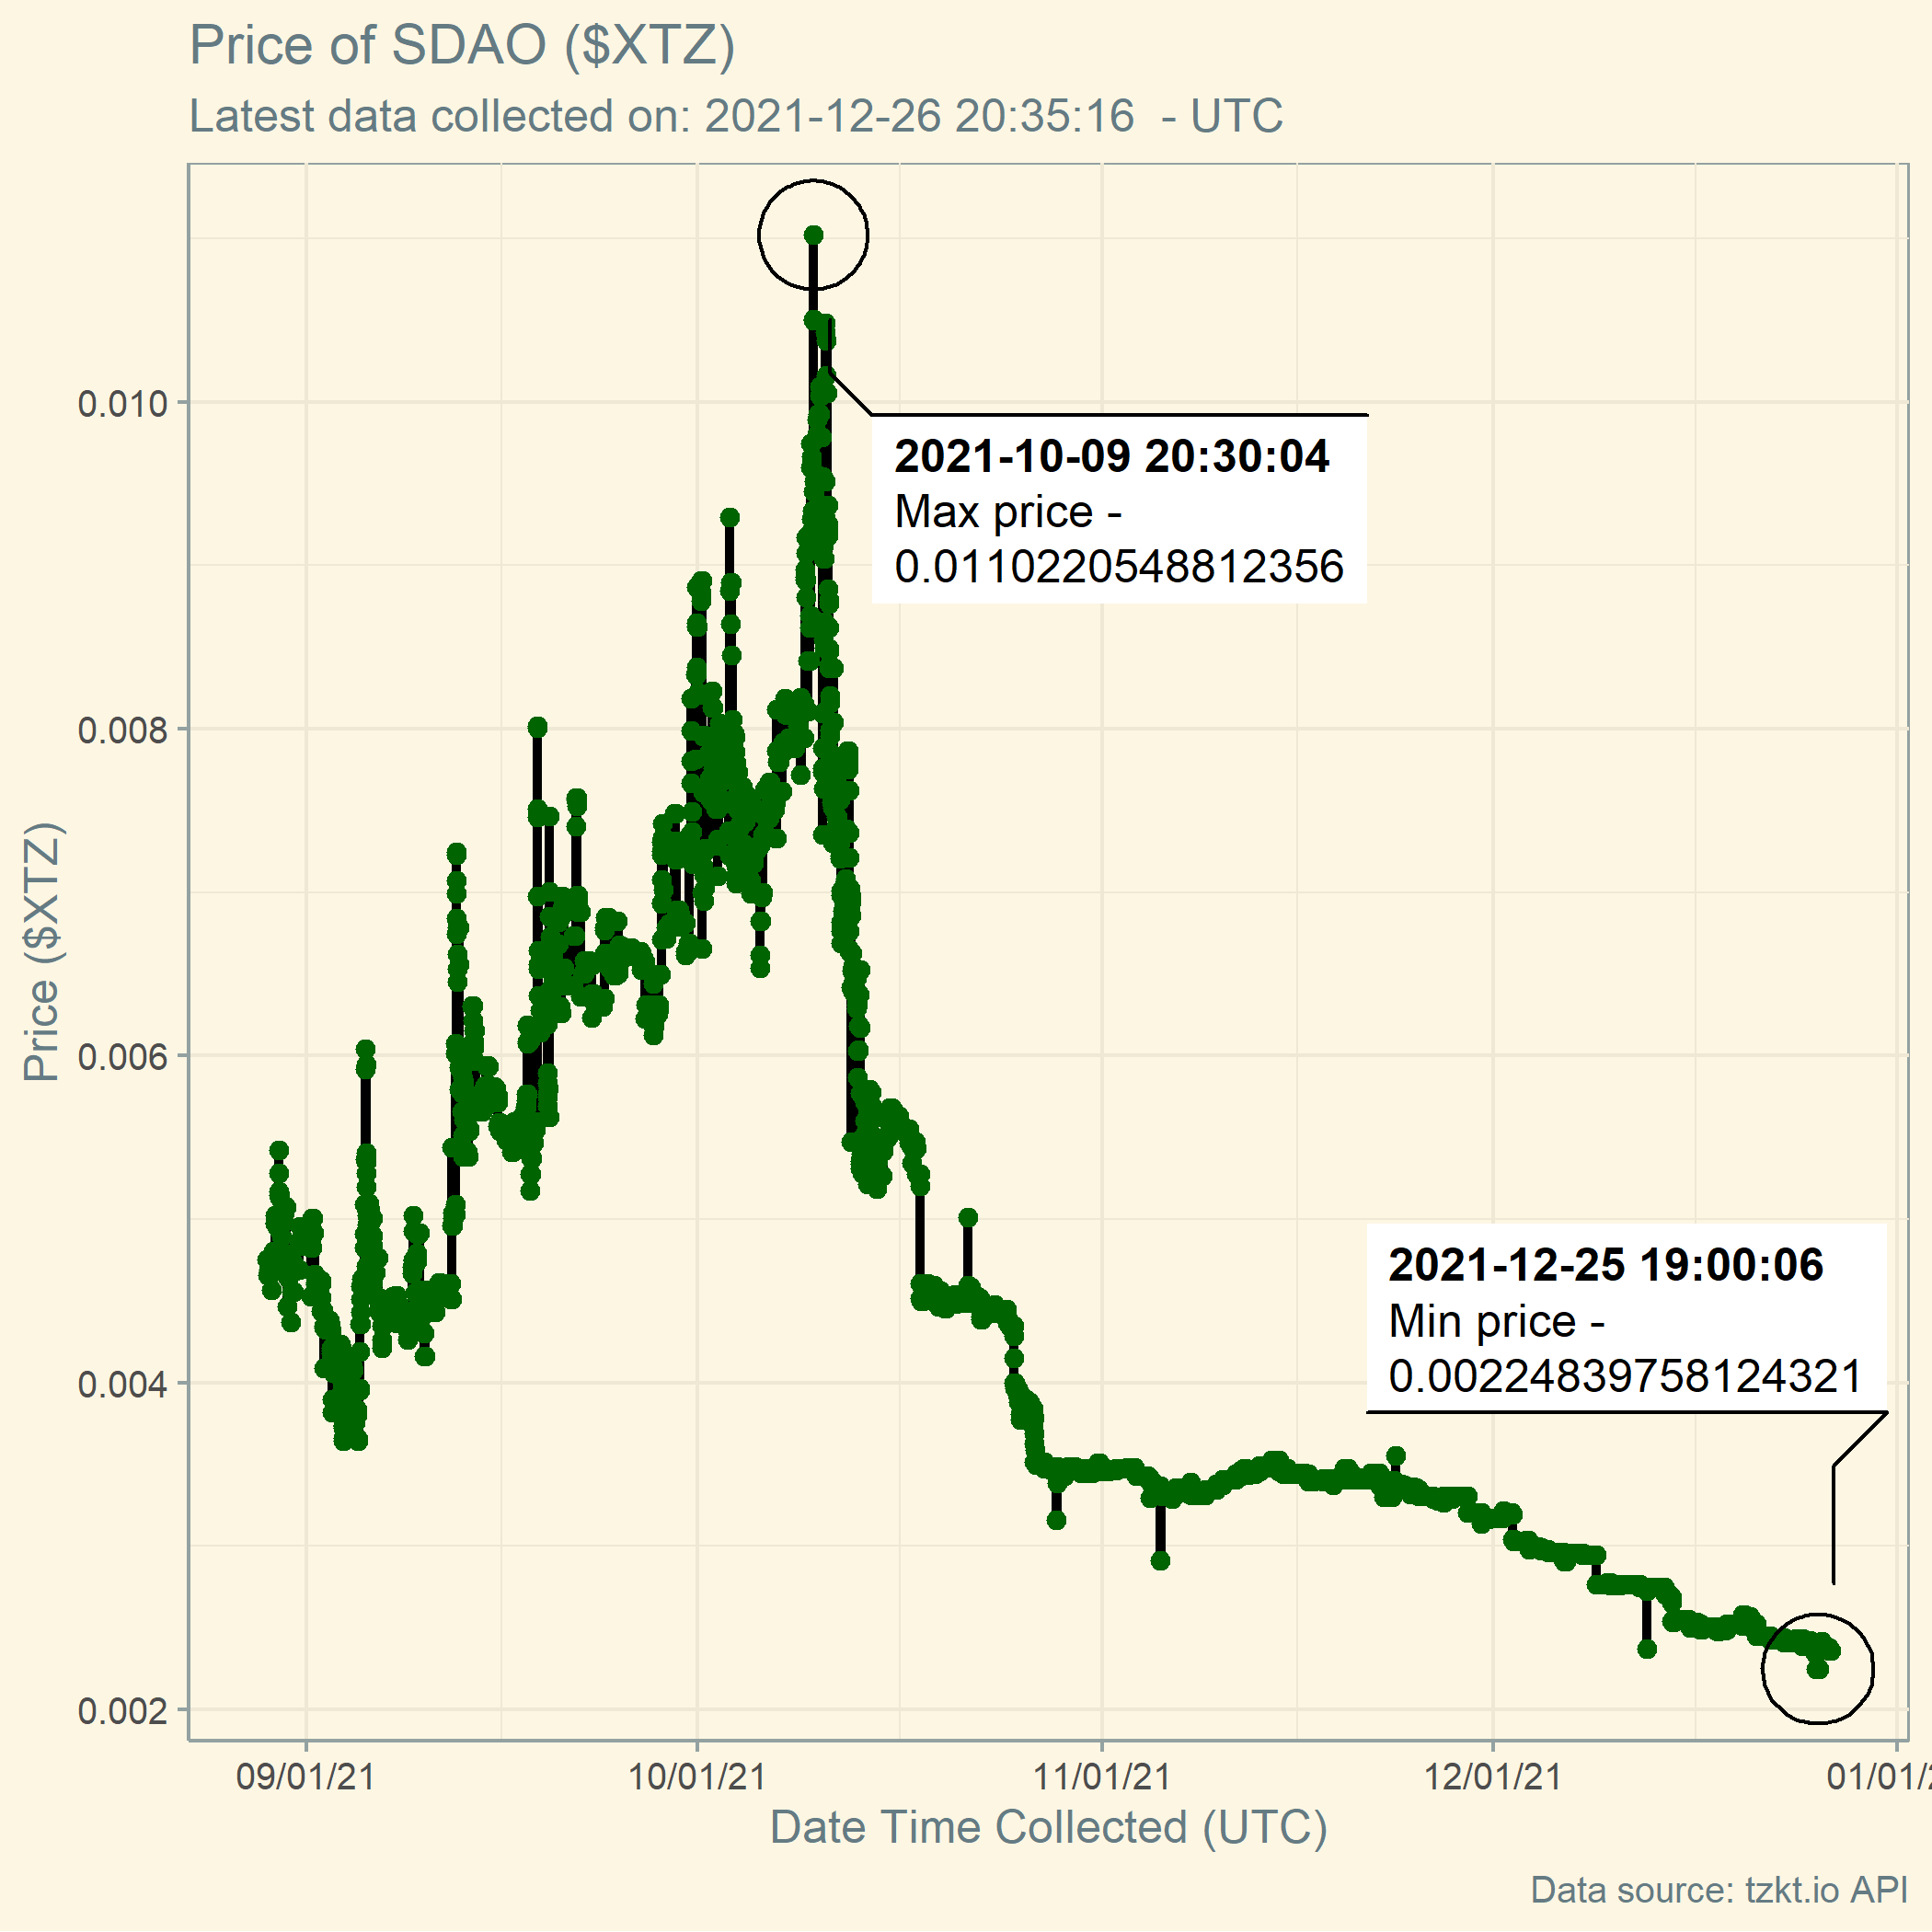 Price of SDAO ($XTZ)
Latest data collected on: 2021-12-26 20:35:16 - UTC
Price ($XTZ)
0.010
0.008
0.006
0.004
0.002
2021-10-09 20:30:04
Max price -
0.0110220548812356
2021-12-25 19:00:06
Min price -
0.00224839758124321
09/01/21
10/01/21
11/01/21
12/01/21
01/01/2
Date Time Collected (UTC)
Data source: tzkt.io API